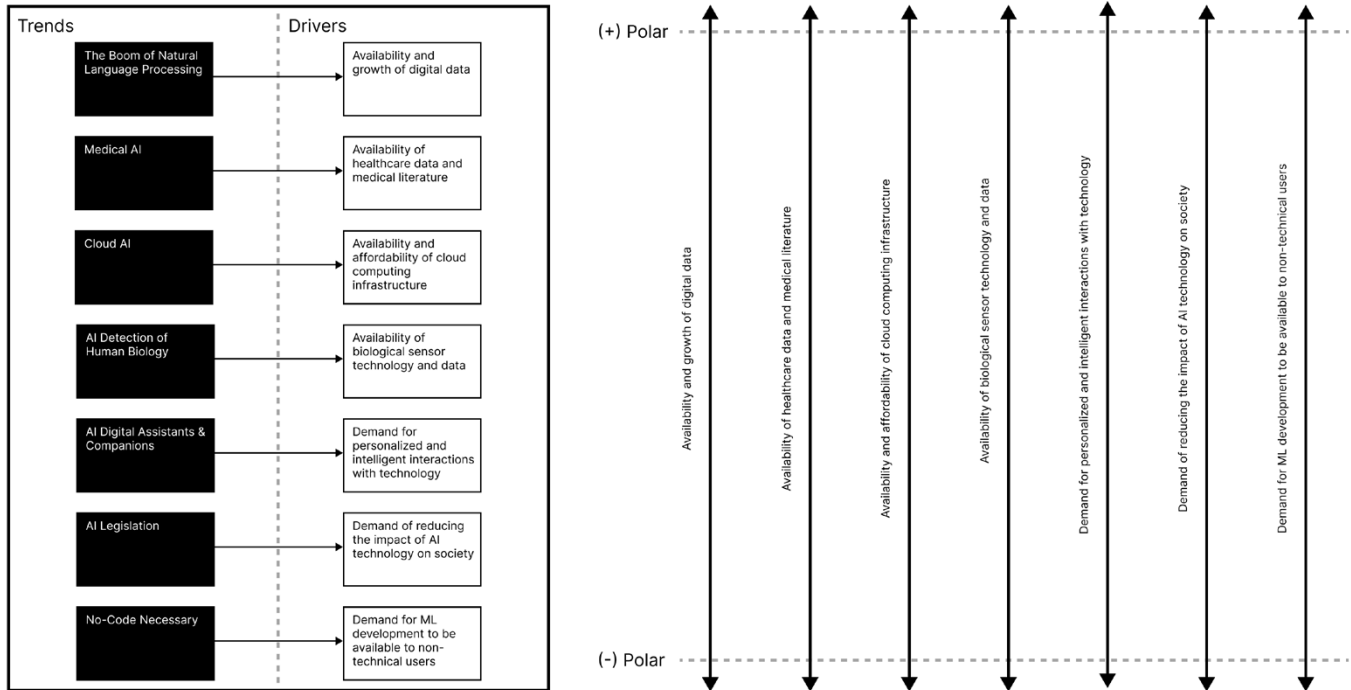 Trends
Drivers
The Boom of Natural
Language Processing
Availability and
growth of digital data
Medical AI
Availability of
healthcare data and
medical literature
Cloud AI
Availability and
affordability of cloud
computing
infrastructure
AI Detection of
Human Biology
Availability of
biological sensor
technology and data
AI Digital Assistants &
Companions
Demand for
personalized and
intelligent interactions
with technology
AI Legislation
Demand of reducing
the impact of AI
technology on society
No-Code Necessary
Demand for ML
development to be
available to non-
technical users
(+) Polar
Availability and growth of digital data
Availability of healthcare data and medical literature
Availability and affordability of cloud computing infrastructure
Availability of biological sensor technology and data
Demand for personalized and intelligent interactions with technology
Demand of reducing the impact of AI technology on society
Demand for ML development to be available to non-technical users
(-) Polar